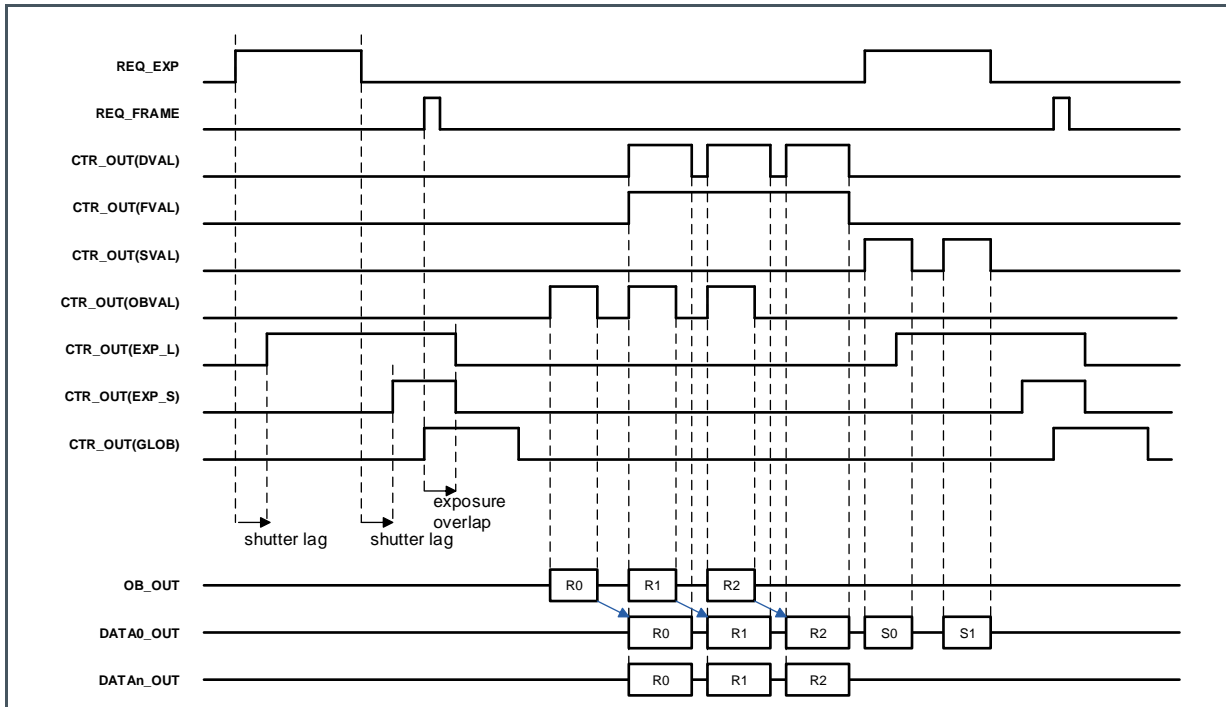 REQ_EXP
REQ_FRAME
CTR_OUT(DVAL)
CTR_OUT(FVAL)
CTR_OUT(SVAL)
CTR_OUT(OBVAL)
CTR_OUT(EXP_L)
CTR_OUT(EXP_S)
CTR_OUT(GLOB)
exposure
overlap
shutter lag
shutter lag
OB_OUT R0 R1 R2
DATA0_OUT R0 R1 R2 S0 S1
DATAn_OUT R0 R1 R2